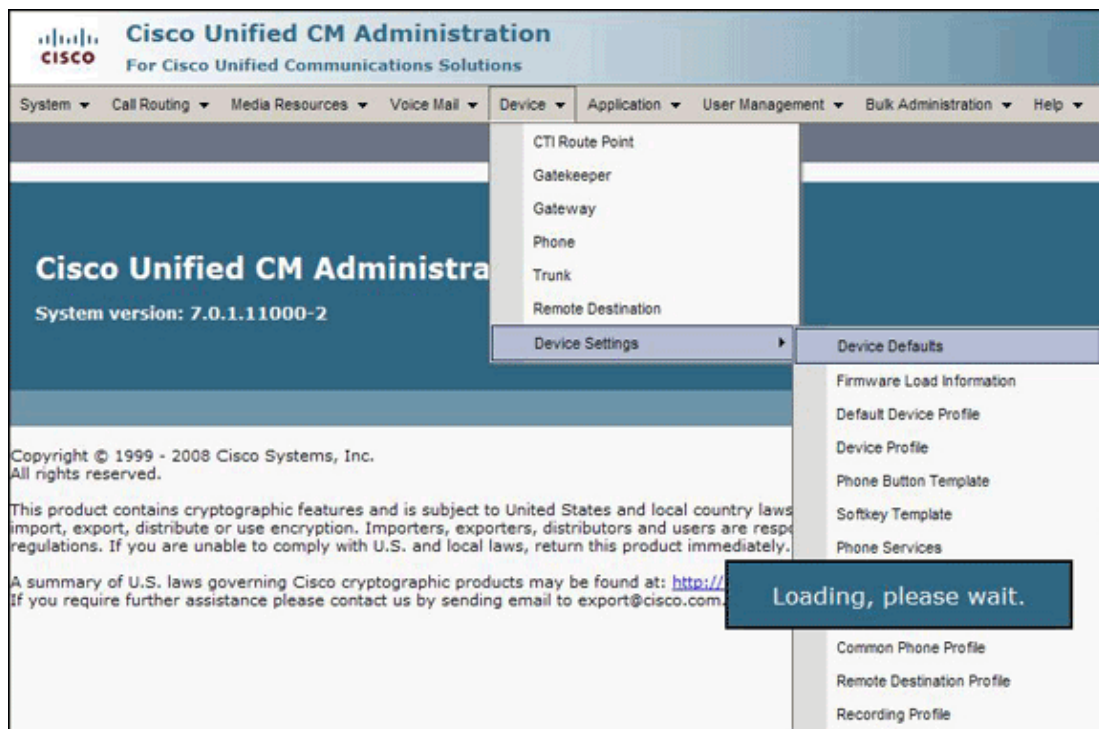 CISCO
Cisco Unified CM Administration
For Cisco Unified Communications Solutions
System Call Routing Media Resources Voice Mail Device Application User Management Bulk Administration Help
CTI Route Point
Gatekeeper
Gateway
Phone
Trunk
Remote Destination
Device Settings
Device Defaults
Firmware Load Information
Default Device Profile
Device Profile
Phone Button Template
Softkey Template
Phone Services
Common Phone Profile
Remote Destination Profile
Recording Profile
Cisco Unified CM Administra
System version: 7.0.1.11000-2
Copyright © 1999 - 2008 Cisco Systems, Inc.
All rights reserved.
This product contains cryptographic features and is subject to United States and local country laws
import, export, distribute or use encryption. Importers, exporters, distributors and users are respo
regulations. If you are unable to comply with U.S. and local laws, return this product immediately.
A summary of U.S. laws governing Cisco cryptographic products may be found at: http://
If you require further assistance please contact us by sending email to export@cisco.com.
Loading, please wait.